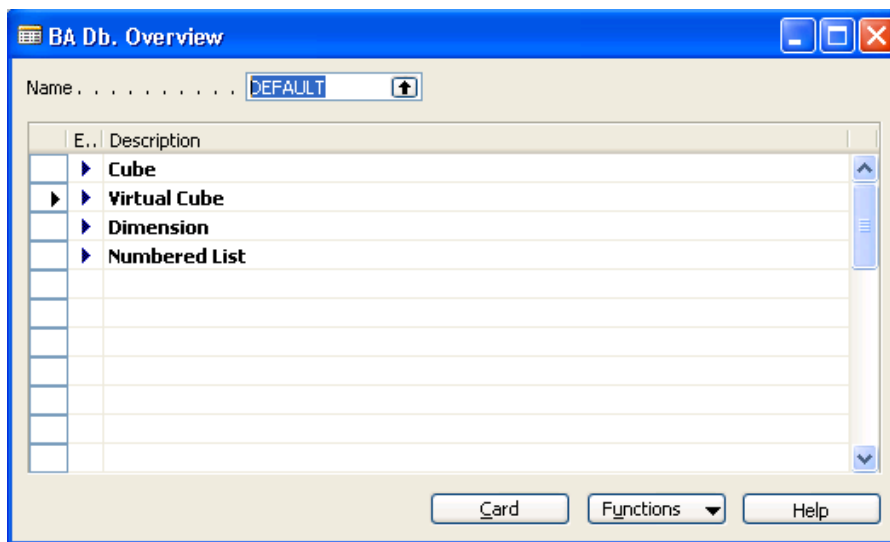 BA Db. Overview
Name . . . . . . . . . . DEFAULT
E.. Description
Cube
Virtual Cube
Dimension
Numbered List
Card Functions Help